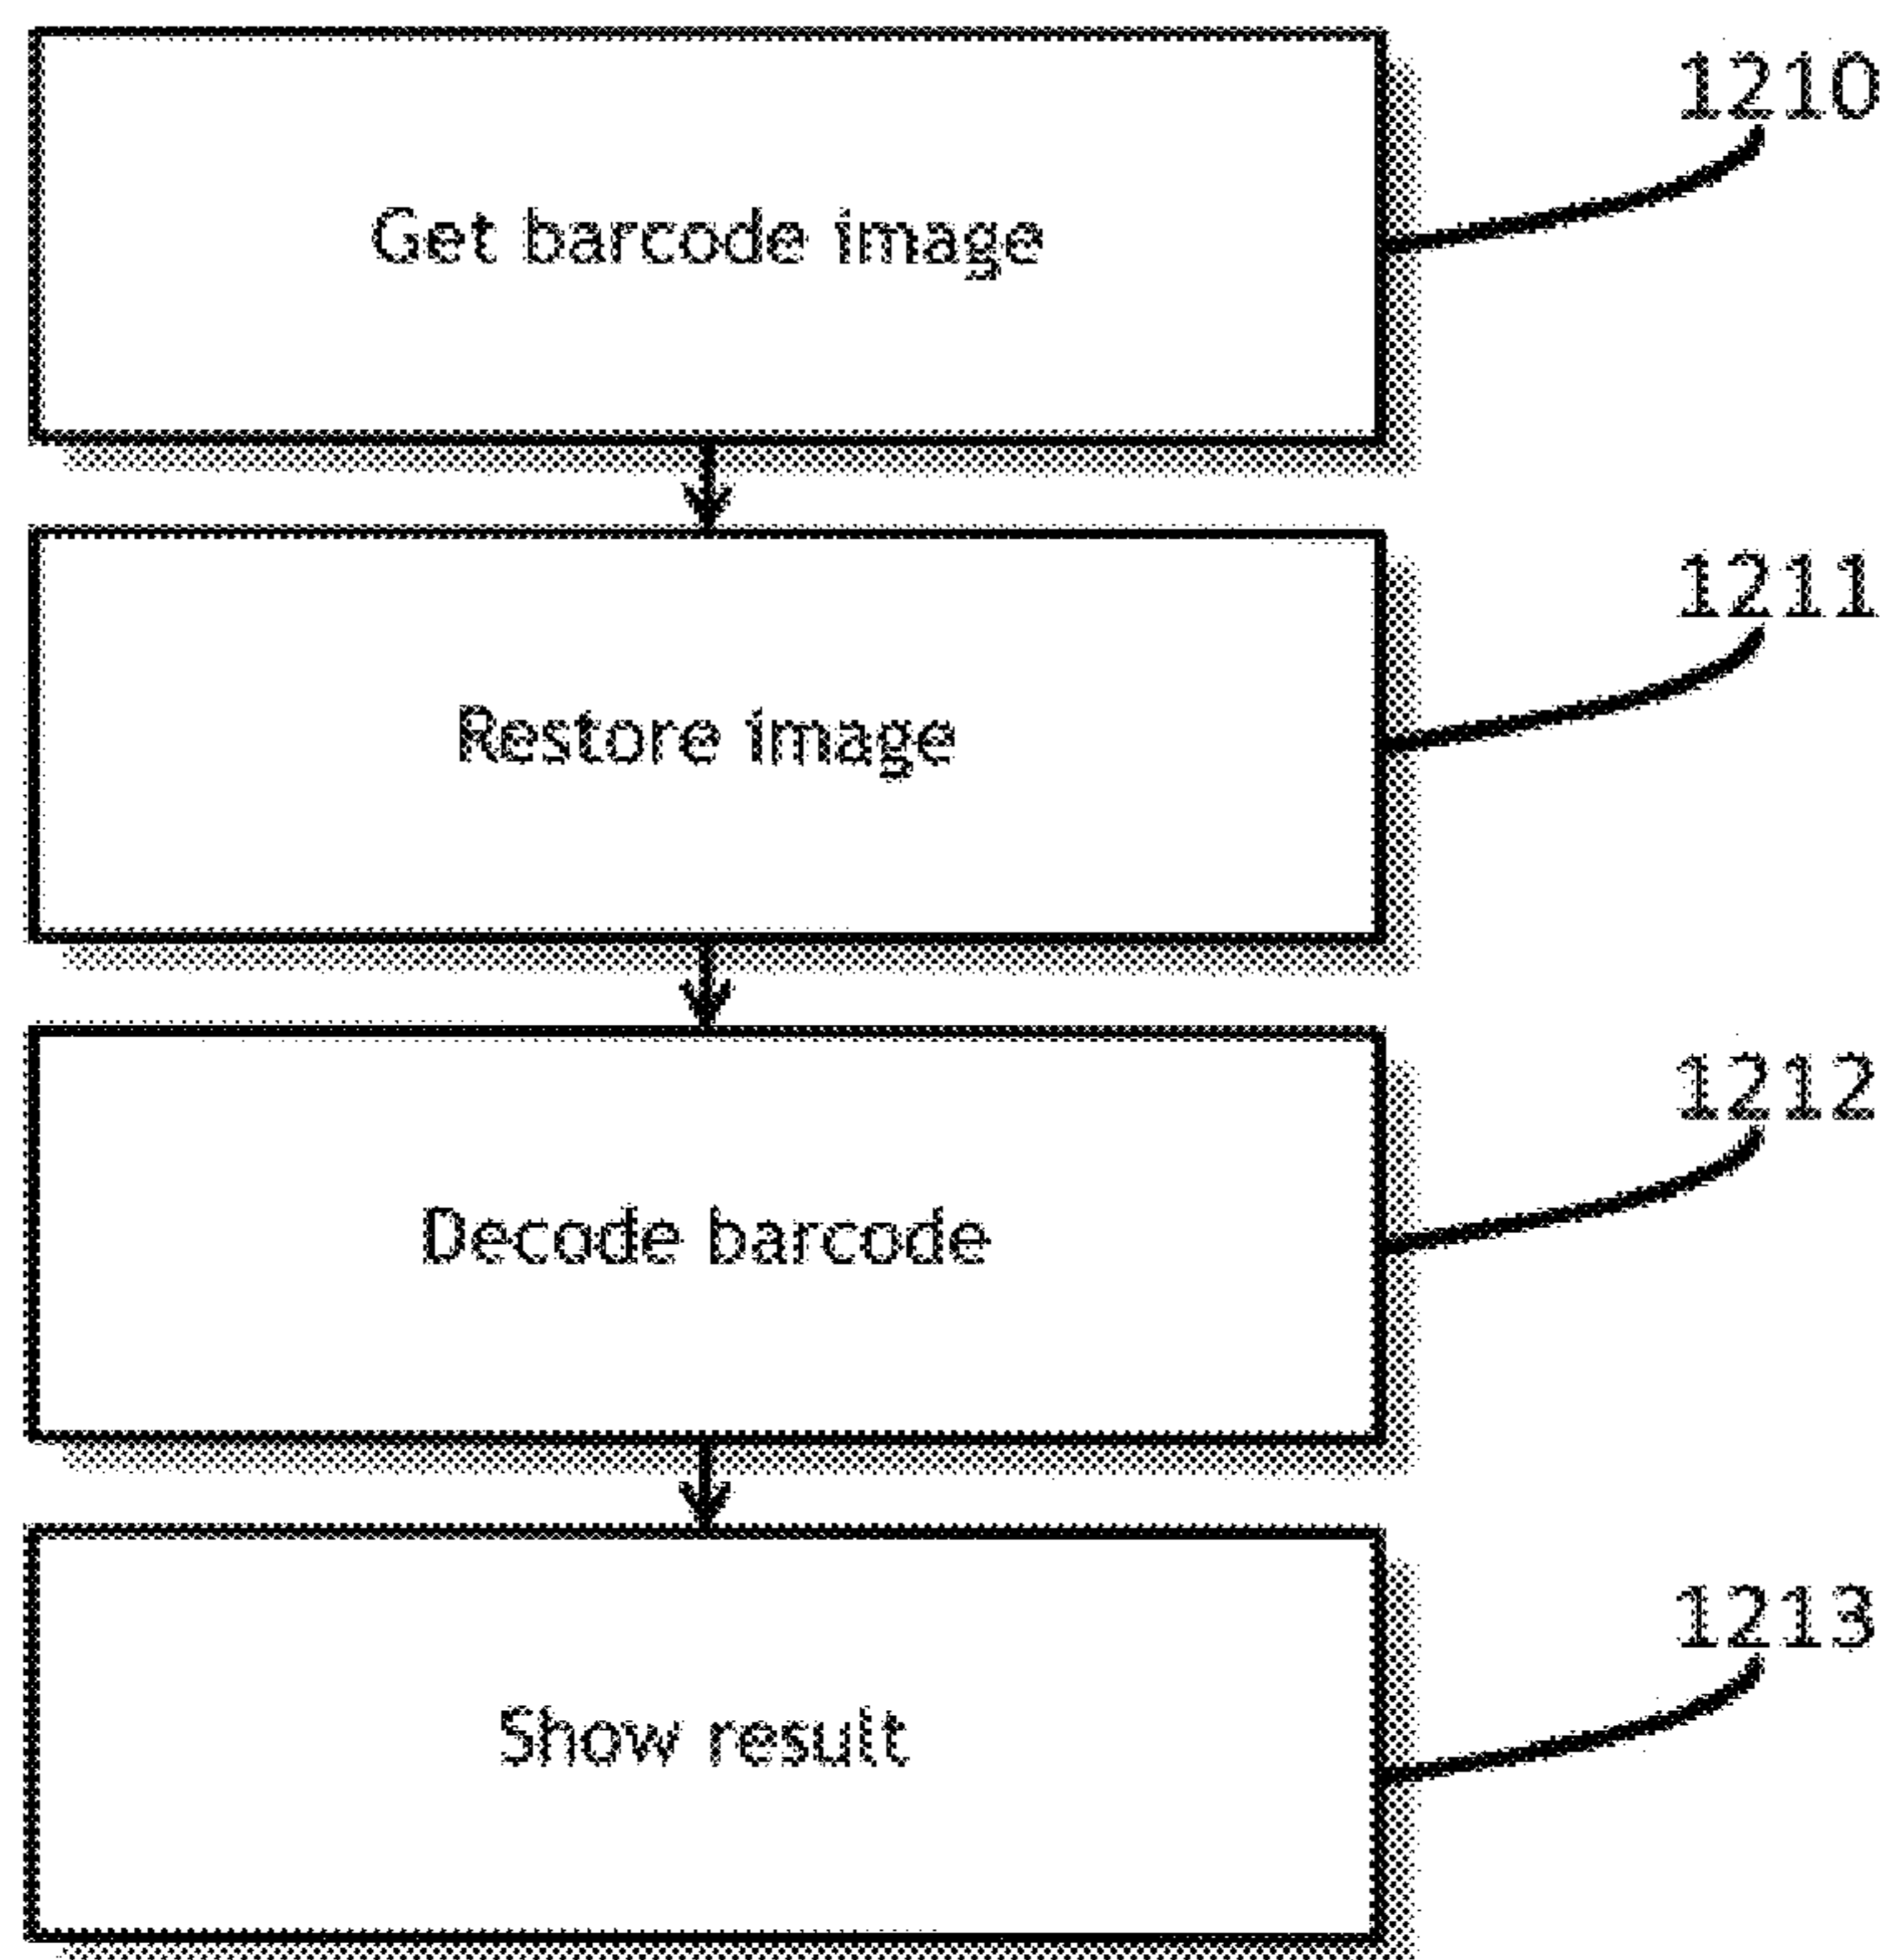 Get barcode image
1210
Restore image
1211
Decode barcode
1212
Show result
1213